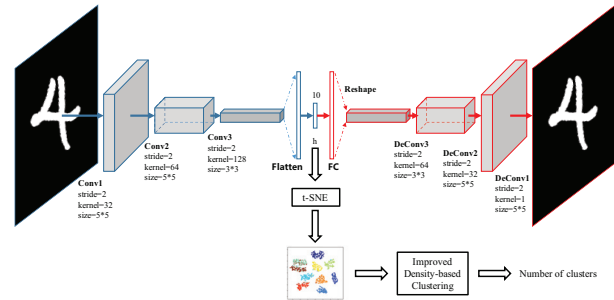 Conv1
stride=2
kernel=32
size=5*5
Conv2
stride=2
kernel=64
size=5*5
Conv3
stride=2
kernel=128
size=3*3
Flatten
10
h
FC
Reshape
DeConv3
stride=2
kernel=64
size=3*3
DeConv2
stride=2
kernel=32
size=5*5
DeConv1
stride=2
kernel=1
size=5*5
t-SNE
Improved
Density-based
Clustering
Number of clusters
4
4